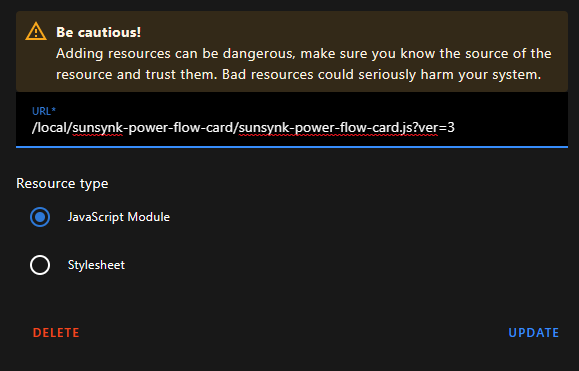 Be cautious!
Adding resources can be dangerous, make sure you know the source of the
resource and trust them. Bad resources could seriously harm your system.
URL*
/local/sunsynk-power-flow-card/sunsynk-power-flow-card.js?ver=3
Resource type
JavaScript Module
Stylesheet
DELETE
UPDATE